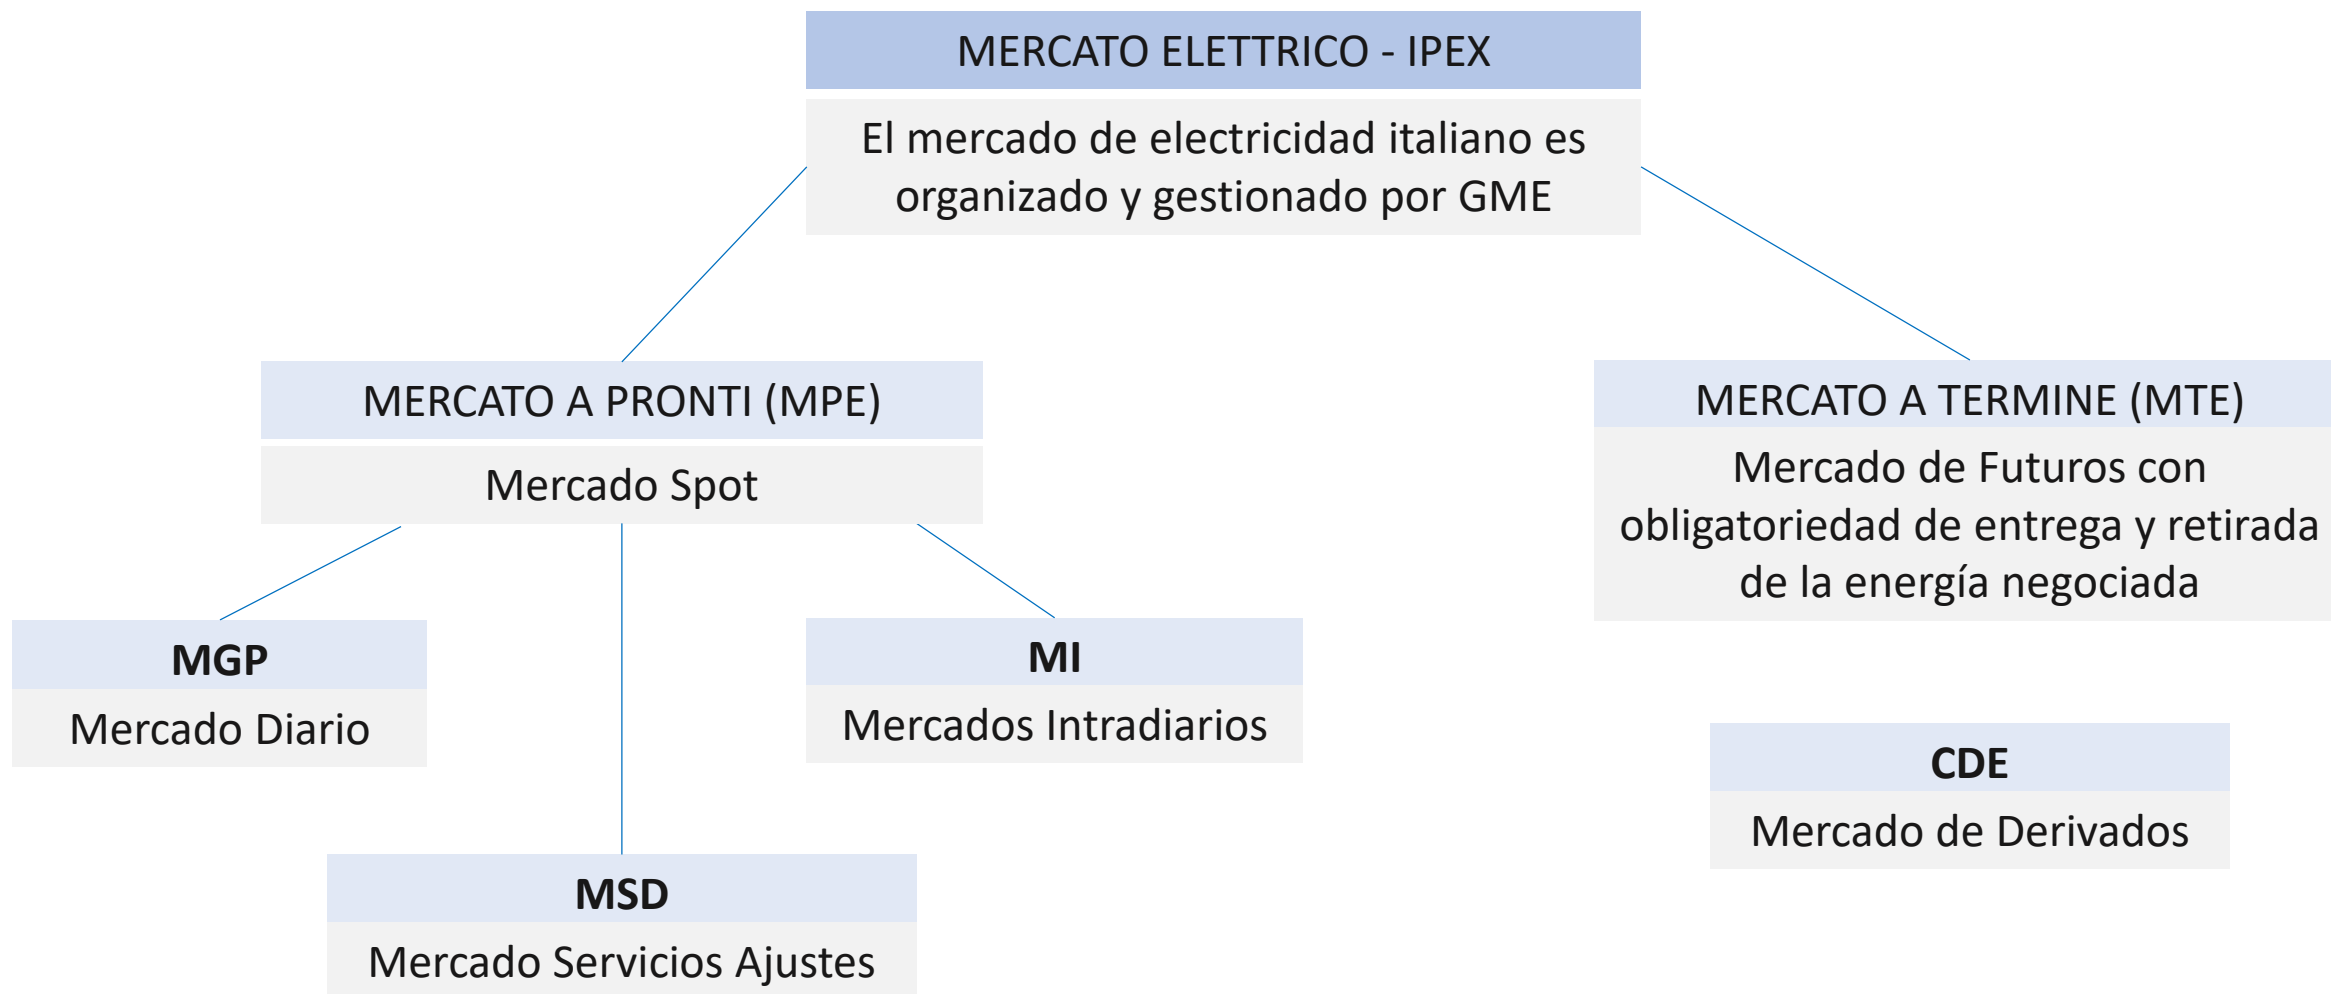 MERCATO ELETTRICO - IPEX
El mercado de electricidad italiano es
organizado y gestionado por GME
MERCATO A PRONTI (MPE)
Mercado Spot
MERCATO A TERMINE (MTE)
Mercado de Futuros con
obligatoriedad de entrega y retirada
de la energía negociada
MGP
Mercado Diario
MI
Mercados Intradiarios
CDE
Mercado de Derivados
MSD
Mercado Servicios Ajustes